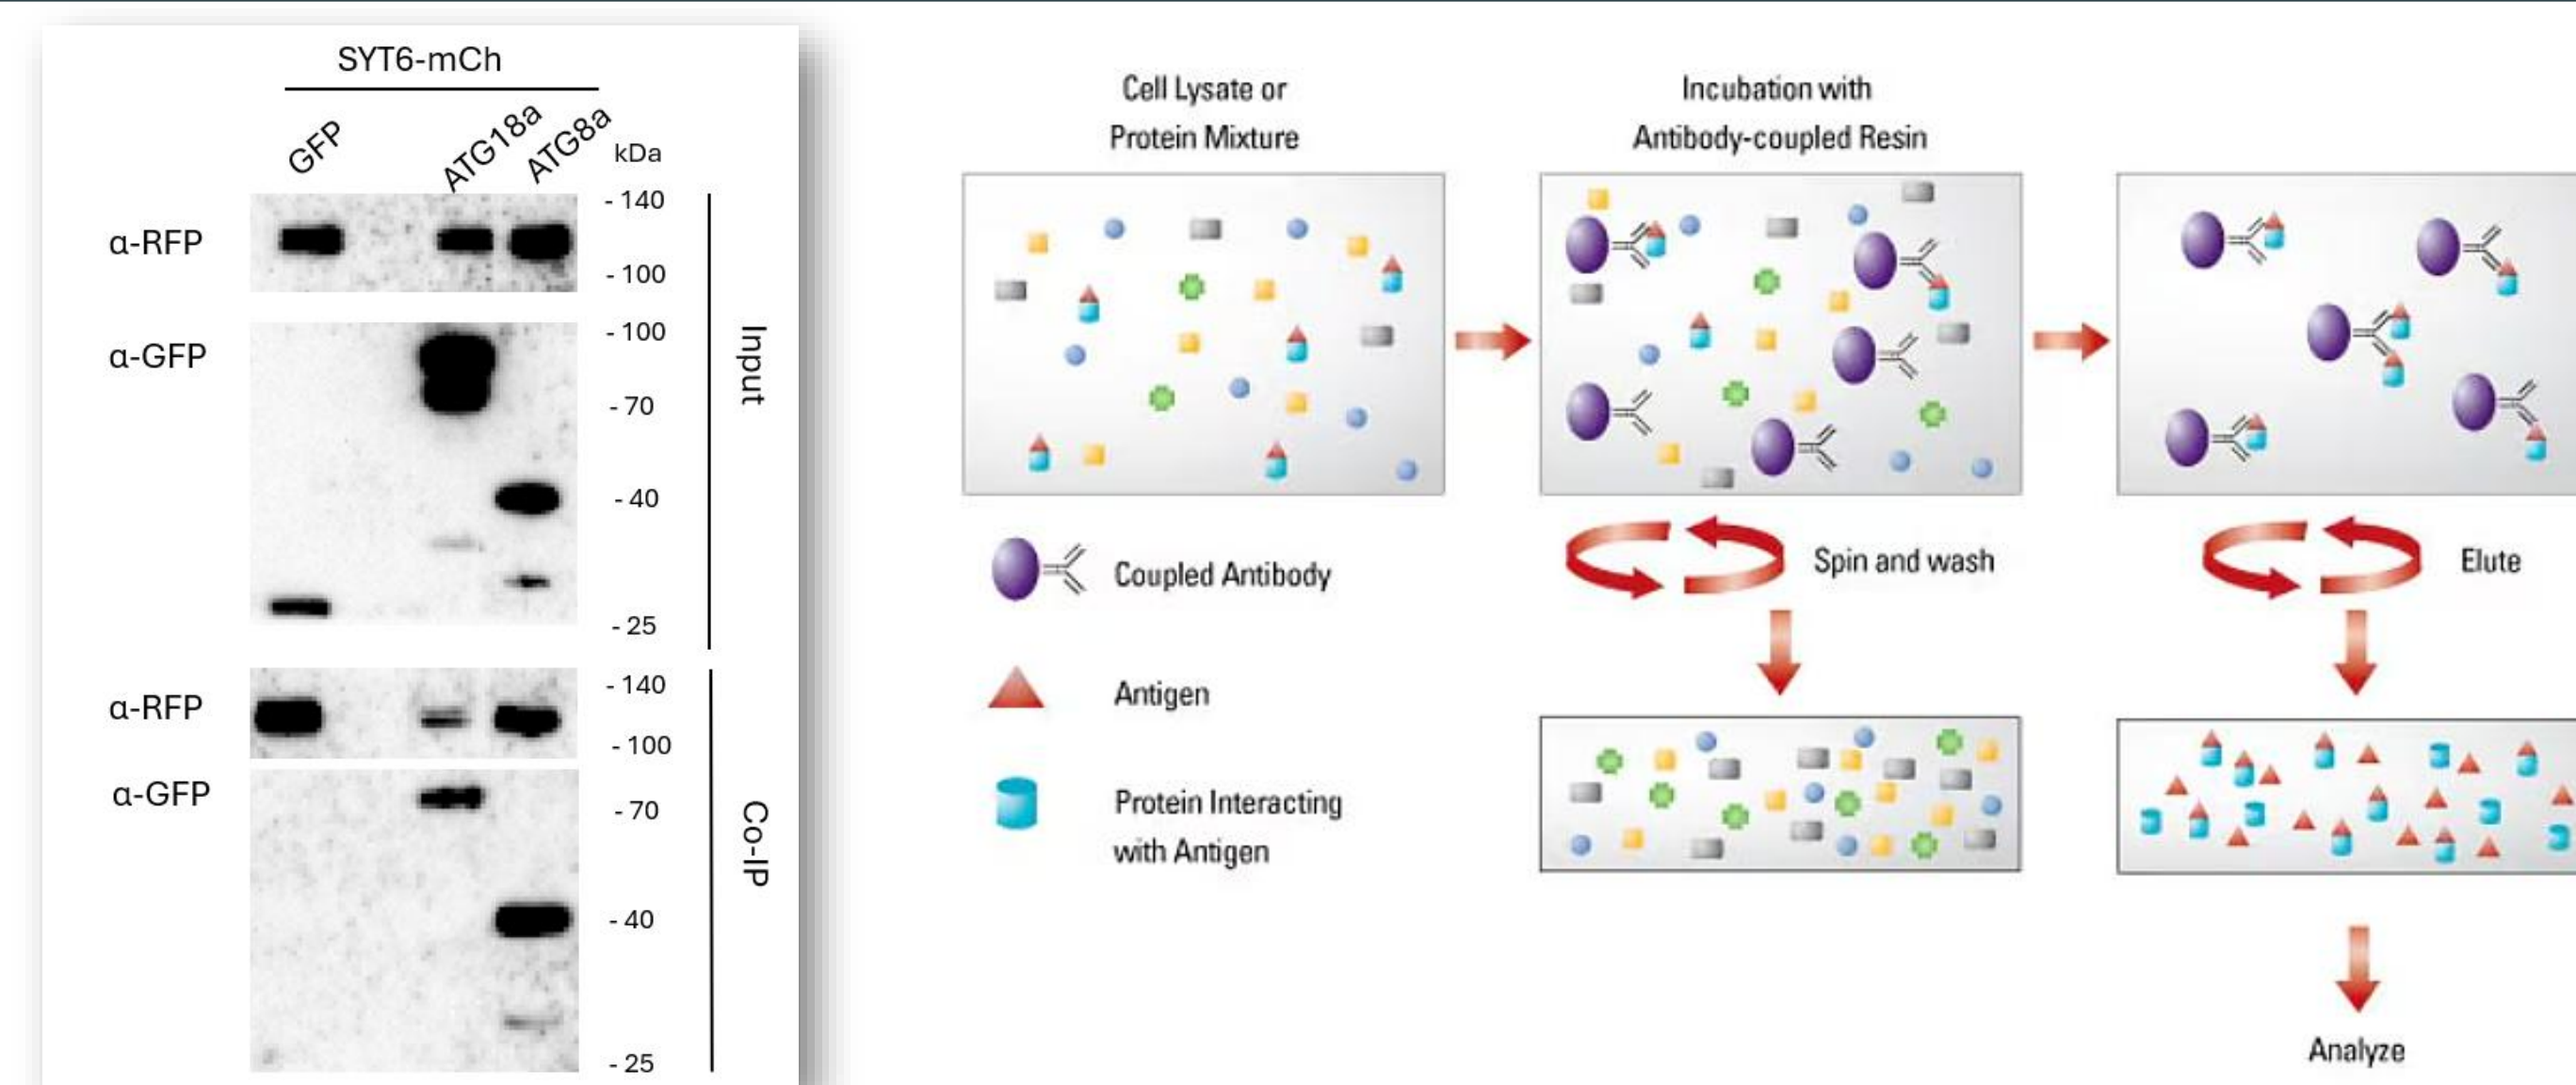 SYT6-mCh
GFP
ATG18a
ATG8a
kDa
α-RFP
- 140
- 100
α-GFP
- 100
- 70
- 40
- 25
Input
α-RFP
- 140
- 100
α-GFP
- 70
- 40
- 25
Co-IP
Cell Lysate or
Protein Mixture
Incubation with
Antibody-coupled Resin
Coupled Antibody
Antigen
Protein Interacting
with Antigen
Spin and wash
Elute
Analyze